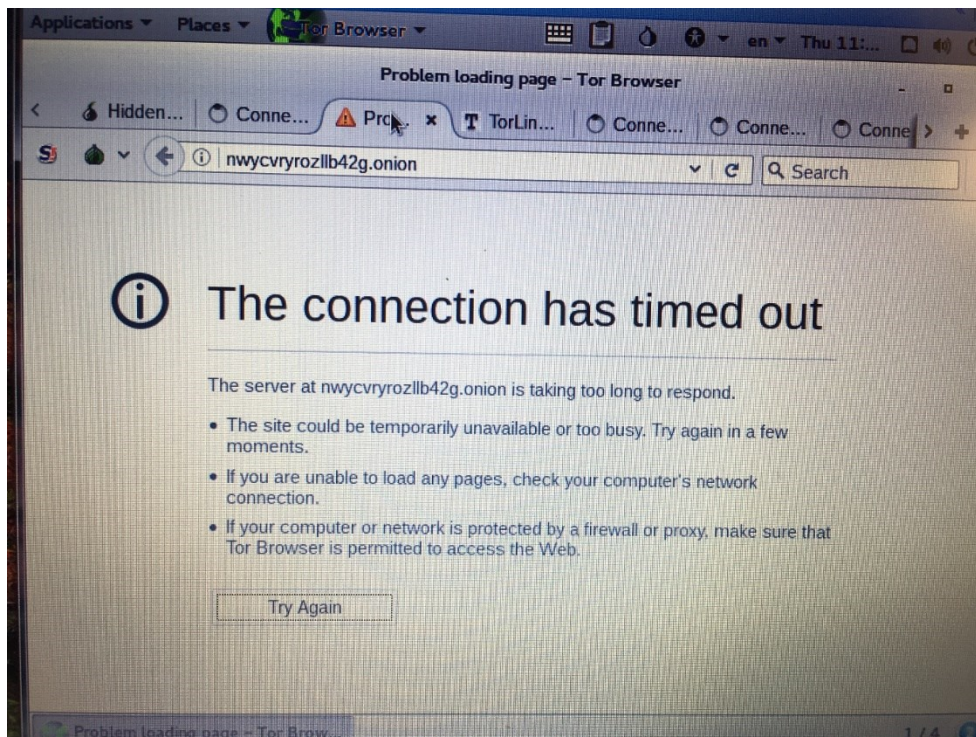 Applications Places Tor Browser en Thu 11:...
Problem loading page – Tor Browser
Hidden... Conne... Pro... TorLin... Conne... Conne... Conne
nwycvryrozllb42g.onion Search
The connection has timed out
The server at nwycvryrozllb42g.onion is taking too long to respond.
• The site could be temporarily unavailable or too busy. Try again in a few
moments.
• If you are unable to load any pages, check your computer's network
connection.
• If your computer or network is protected by a firewall or proxy, make sure that
Tor Browser is permitted to access the Web.
Try Again
Problem loading page – Tor Brow... 1 / 4